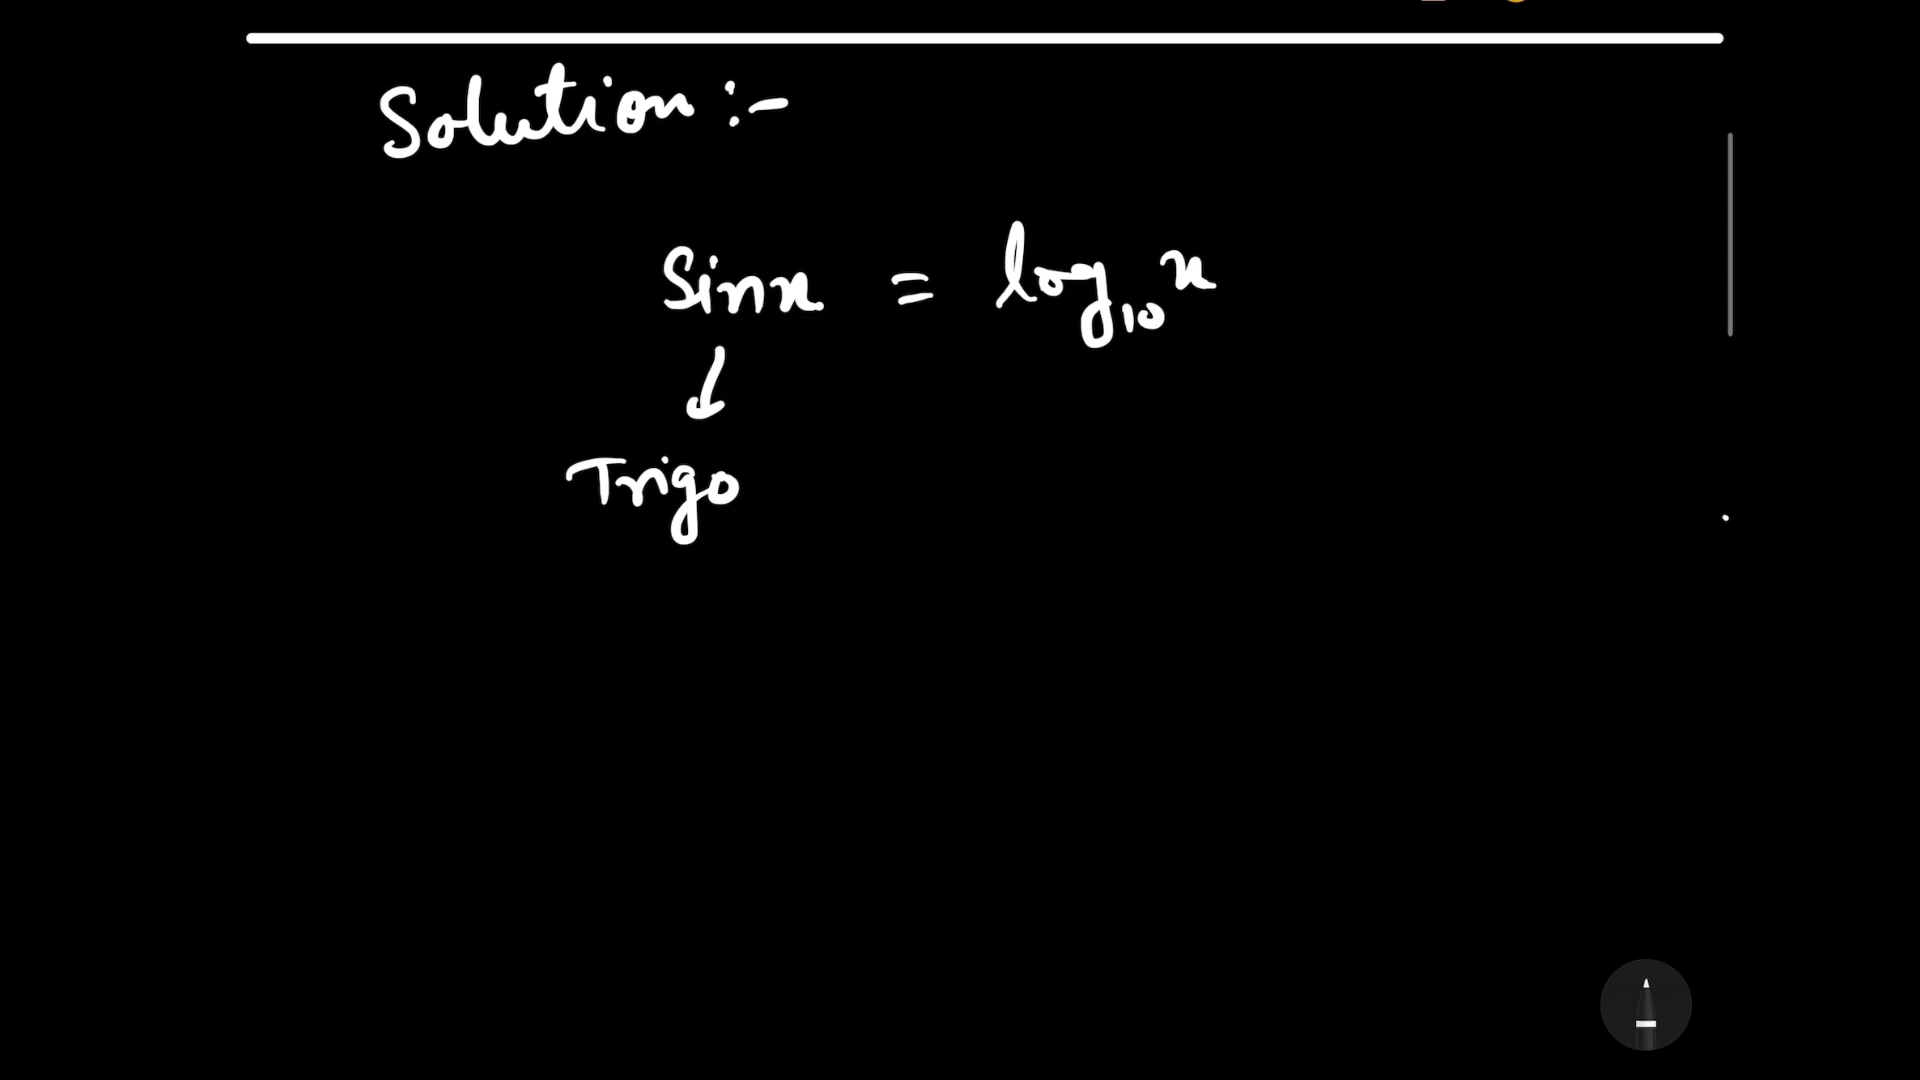 Solution :-
Sinx = log₁₀x
↓
Trigo